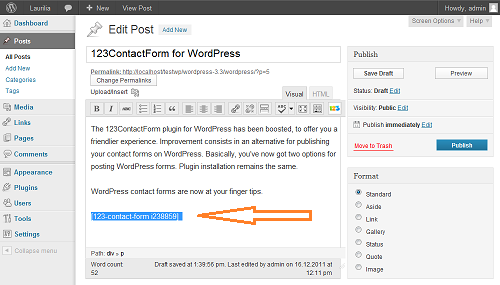 Laurilia 0 + New View Post Howdy, admin
Screen Options Help
Dashboard
Posts
All Posts
Add New
Categories
Tags
Media
Links
Pages
Comments
Appearance
Plugins
Users
Tools
Settings
Collapse menu
Edit Post Add New
123ContactForm for WordPress
Permalink: http://localhost/testwp/wordpress-3.3/wordpress/?p=5
Change Permalinks
Upload/Insert Visual HTML
B I ABC
The 123ContactForm plugin for WordPress has been boosted, to offer you a
friendlier experience. Improvement consists in an alternative for publishing
your contact forms on WordPress. Basically, you've now got two options for
posting WordPress forms. Plugin installation remains the same.
WordPress contact forms are now at your finger tips.
[123-contact-form i238859]
Path: div » p
Word count: Draft saved at 1:39:56 pm. Last edited by admin on 16.12.2011 at
52 12:11 pm
Publish
Save Draft Preview
Status: Draft Edit
Visibility: Public Edit
Publish immediately Edit
Move to Trash Publish
Format
Standard
Aside
Link
Gallery
Status
Quote
Image